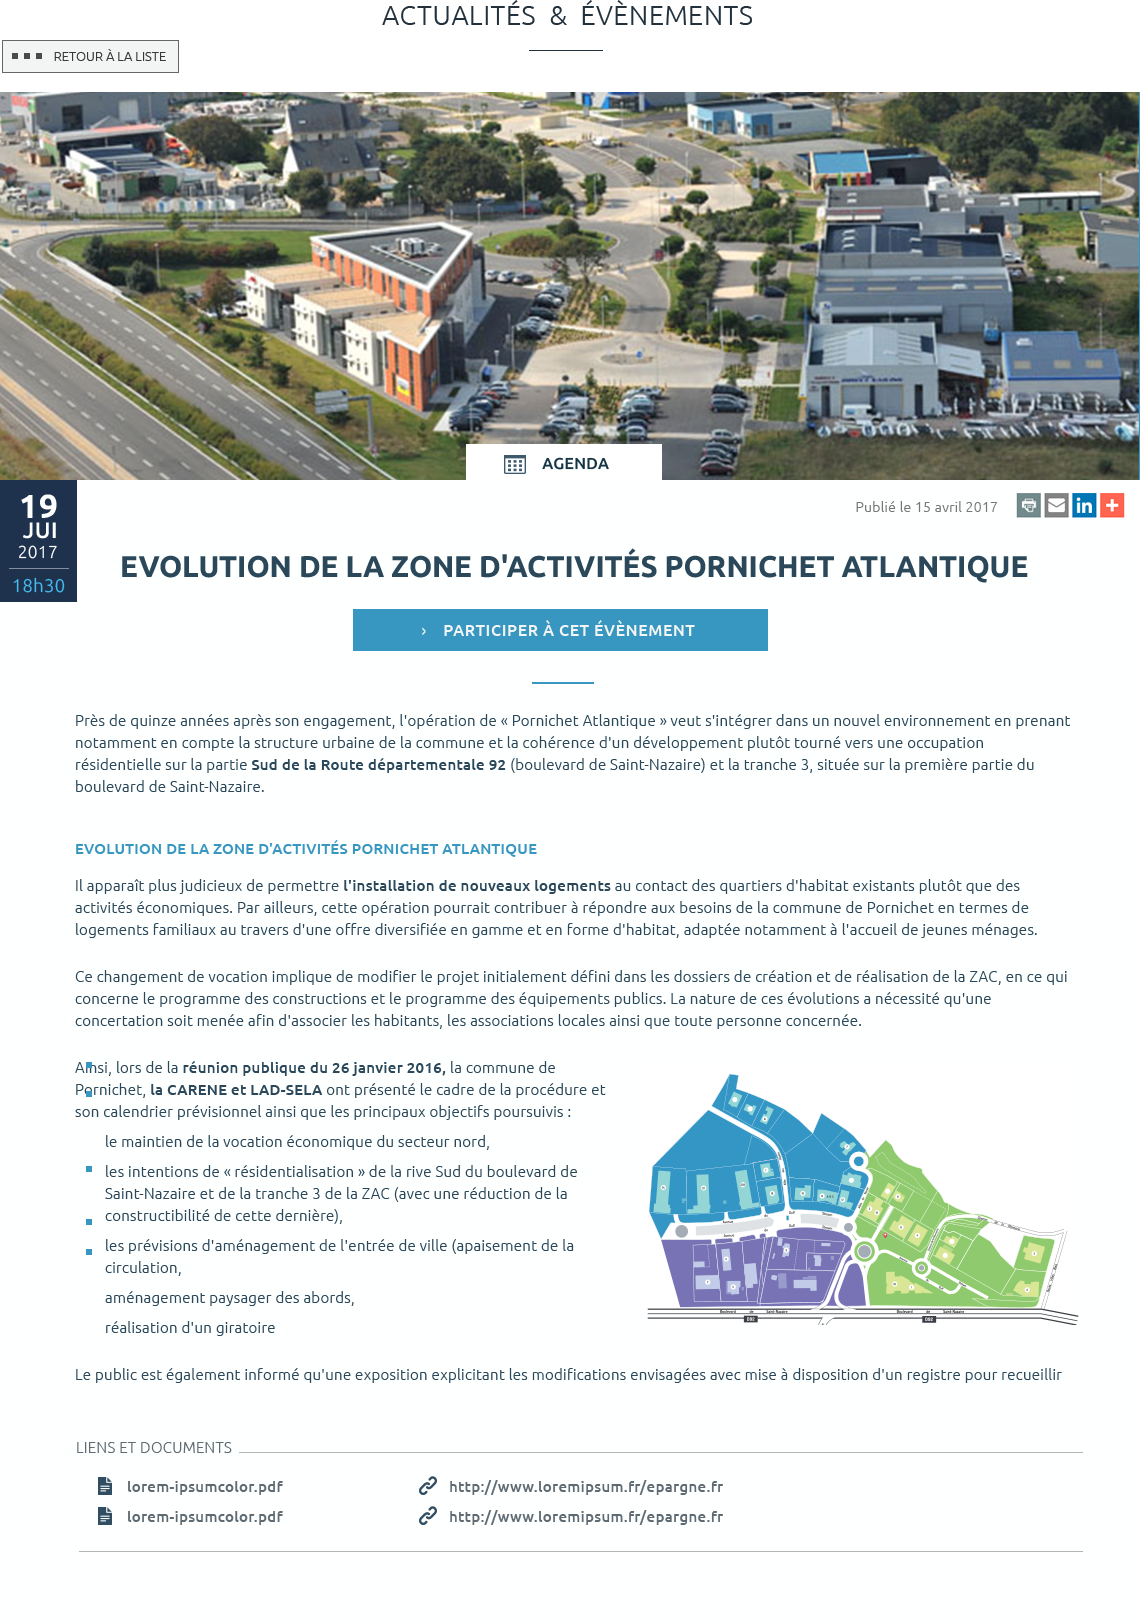 ACTUALITÉS & ÉVÈNEMENTS
RETOUR À LA LISTE
AGENDA
19
JUI
2017
18h30
Publié le 15 avril 2017
EVOLUTION DE LA ZONE D'ACTIVITÉS PORNICHET ATLANTIQUE
› PARTICIPER À CET ÉVÈNEMENT
Près de quinze années après son engagement, l'opération de « Pornichet Atlantique » veut s'intégrer dans un nouvel environnement en prenant
notamment en compte la structure urbaine de la commune et la cohérence d'un développement plutôt tourné vers une occupation
résidentielle sur la partie Sud de la Route départementale 92 (boulevard de Saint-Nazaire) et la tranche 3, située sur la première partie du
boulevard de Saint-Nazaire.
EVOLUTION DE LA ZONE D'ACTIVITÉS PORNICHET ATLANTIQUE
Il apparaît plus judicieux de permettre l'installation de nouveaux logements au contact des quartiers d'habitat existants plutôt que des
activités économiques. Par ailleurs, cette opération pourrait contribuer à répondre aux besoins de la commune de Pornichet en termes de
logements familiaux au travers d'une offre diversifiée en gamme et en forme d'habitat, adaptée notamment à l'accueil de jeunes ménages.
Ce changement de vocation implique de modifier le projet initialement défini dans les dossiers de création et de réalisation de la ZAC, en ce qui
concerne le programme des constructions et le programme des équipements publics. La nature de ces évolutions a nécessité qu'une
concertation soit menée afin d'associer les habitants, les associations locales ainsi que toute personne concernée.
Ainsi, lors de la réunion publique du 26 janvier 2016, la commune de
Pornichet, la CARENE et LAD-SELA ont présenté le cadre de la procédure et
son calendrier prévisionnel ainsi que les principaux objectifs poursuivis :
le maintien de la vocation économique du secteur nord,
les intentions de « résidentialisation » de la rive Sud du boulevard de
Saint-Nazaire et de la tranche 3 de la ZAC (avec une réduction de la
constructibilité de cette dernière),
les prévisions d'aménagement de l'entrée de ville (apaisement de la
circulation,
aménagement paysager des abords,
réalisation d'un giratoire
Boulevard de Saint-Nazaire Boulevard de Saint-Nazaire
D92 D92
Le public est également informé qu'une exposition explicitant les modifications envisagées avec mise à disposition d'un registre pour recueillir
LIENS ET DOCUMENTS
lorem-ipsumcolor.pdf http://www.loremipsum.fr/epargne.fr
lorem-ipsumcolor.pdf http://www.loremipsum.fr/epargne.fr